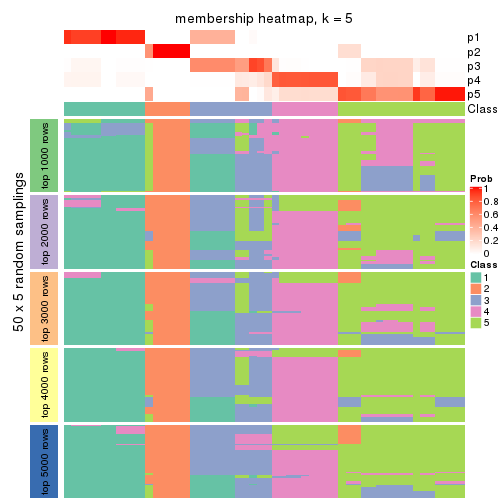 membership heatmap, k = 5
p1
p2
p3
p4
p5
Class
50 x 5 random samplings
top 1000 rows
top 2000 rows
top 3000 rows
top 4000 rows
top 5000 rows
Prob
1
0.8
0.6
0.4
0.2
0
Class
1
2
3
4
5